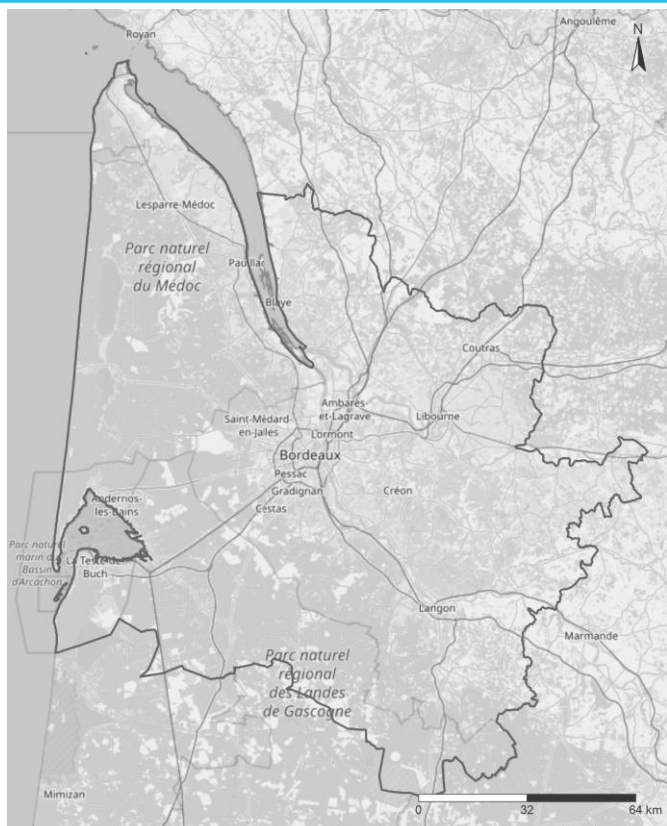 Angoulême
Royan
N
Lesparre-Médoc
Parc naturel
régional
du Médoc
Pauillac
Blaye
Coutras
Ambarès-
et-Lagrave
Saint-Médard-
en-Jalles
Libourne
Lormont
Bordeaux
Pessac
Gradignan
Créon
Cestas
Andernos-
les-Bains
Parc naturel
marin du
Bassin
d'Arcachon
La Teste-de-
Buch
Langon
Marmande
Parc naturel
régional
des Landes
de Gascogne
Mimizan
0 32 64 km